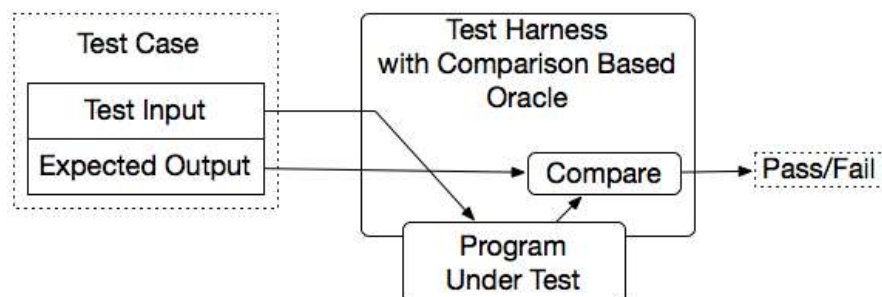 Test Case
Test Input
Expected Output
Test Harness
with Comparison Based
Oracle
Compare
Pass/Fail
Program
Under Test